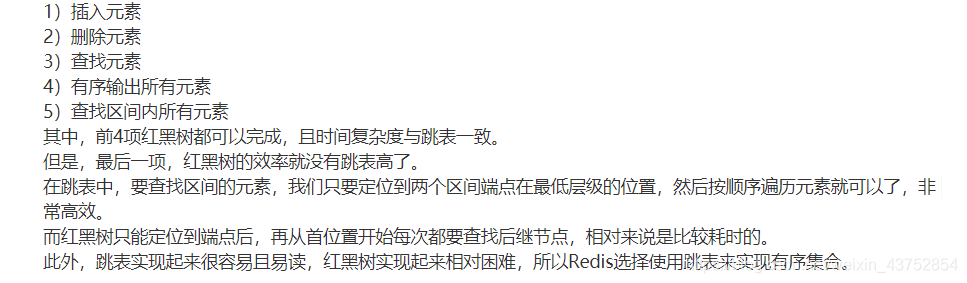 1）插入元素
2）删除元素
3）查找元素
4）有序输出所有元素
5）查找区间内所有元素
其中，前4项红黑树都可以完成，且时间复杂度与跳表一致。
但是，最后一项，红黑树的效率就没有跳表高了。
在跳表中，要查找区间的元素，我们只要定位到两个区间端点在最低层级的位置，然后按顺序遍历元素就可以了，非
常高效。
而红黑树只能定位到端点后，再从首位置开始每次都要查找后继节点，相对来说是比较耗时的。
此外，跳表实现起来很容易且易读，红黑树实现起来相对困难，所以Redis选择使用跳表来实现有序集合。
weixin_43752854